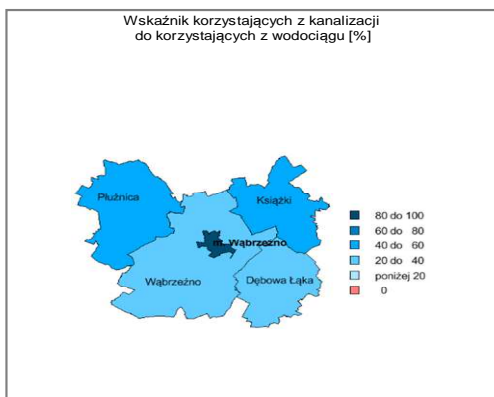 Wskaźnik korzystających z kanalizacji
do korzystających z wodociągu [%]
Płużnica
Książki
m. Wąbrzeźno
Wąbrzeźno
Dębowa Łąka
80 do 100
60 do 80
40 do 60
20 do 40
poniżej 20
0